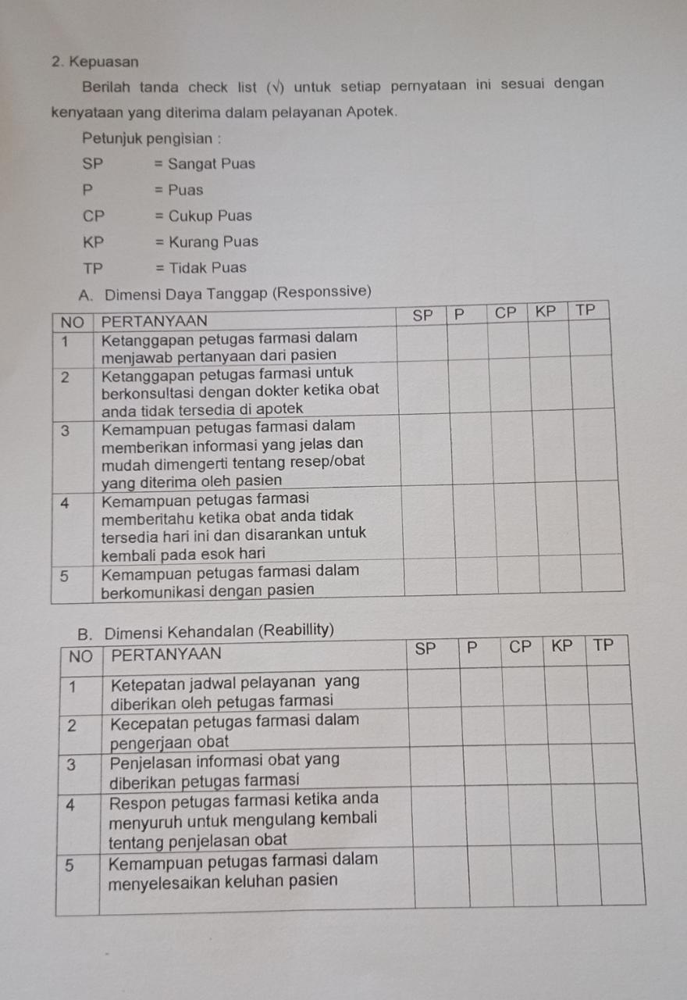 2. Kepuasan
Berilah tanda check list (√) untuk setiap pernyataan ini sesuai dengan
kenyataan yang diterima dalam pelayanan Apotek.
Petunjuk pengisian :
SP = Sangat Puas
P = Puas
CP = Cukup Puas
KP = Kurang Puas
TP = Tidak Puas
A. Dimensi Daya Tanggap (Responssive)
NO PERTANYAAN SP P CP KP TP
1 Ketanggapan petugas farmasi dalam
menjawab pertanyaan dari pasien
2 Ketanggapan petugas farmasi untuk
berkonsultasi dengan dokter ketika obat
anda tidak tersedia di apotek
3 Kemampuan petugas farmasi dalam
memberikan informasi yang jelas dan
mudah dimengerti tentang resep/obat
yang diterima oleh pasien
4 Kemampuan petugas farmasi
memberitahu ketika obat anda tidak
tersedia hari ini dan disarankan untuk
kembali pada esok hari
5 Kemampuan petugas farmasi dalam
berkomunikasi dengan pasien
B. Dimensi Kehandalan (Reabillity)
NO PERTANYAAN SP P CP KP TP
1 Ketepatan jadwal pelayanan yang
diberikan oleh petugas farmasi
2 Kecepatan petugas farmasi dalam
pengerjaan obat
3 Penjelasan informasi obat yang
diberikan petugas farmasi
4 Respon petugas farmasi ketika anda
menyuruh untuk mengulang kembali
tentang penjelasan obat
5 Kemampuan petugas farmasi dalam
menyelesaikan keluhan pasien